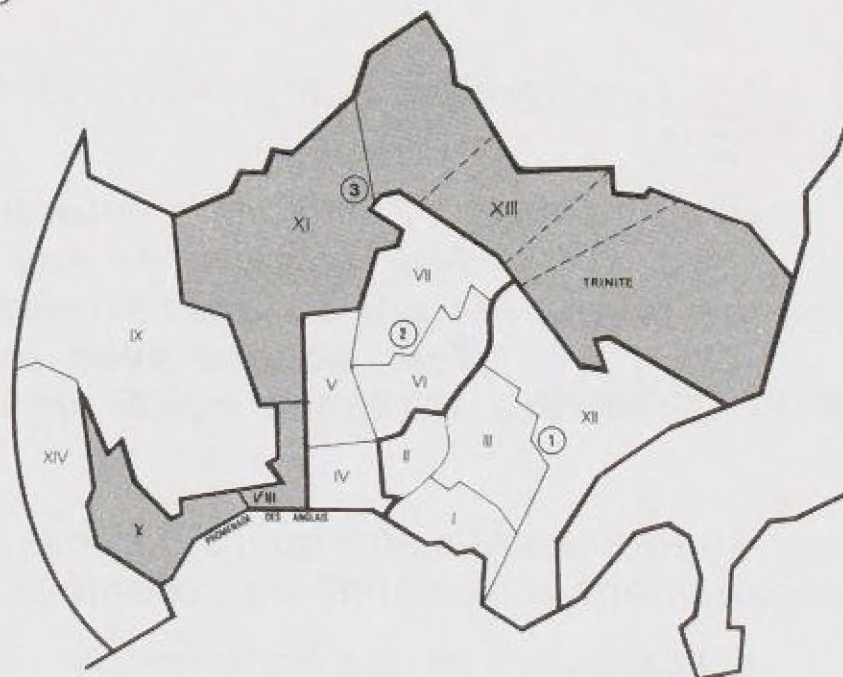 3
XI
XIII
VII
TRINITE
IX
2
V
VI
XII
XIV
III
1
II
IV
VIII
X
I
PROMENADE DES ANGLAIS